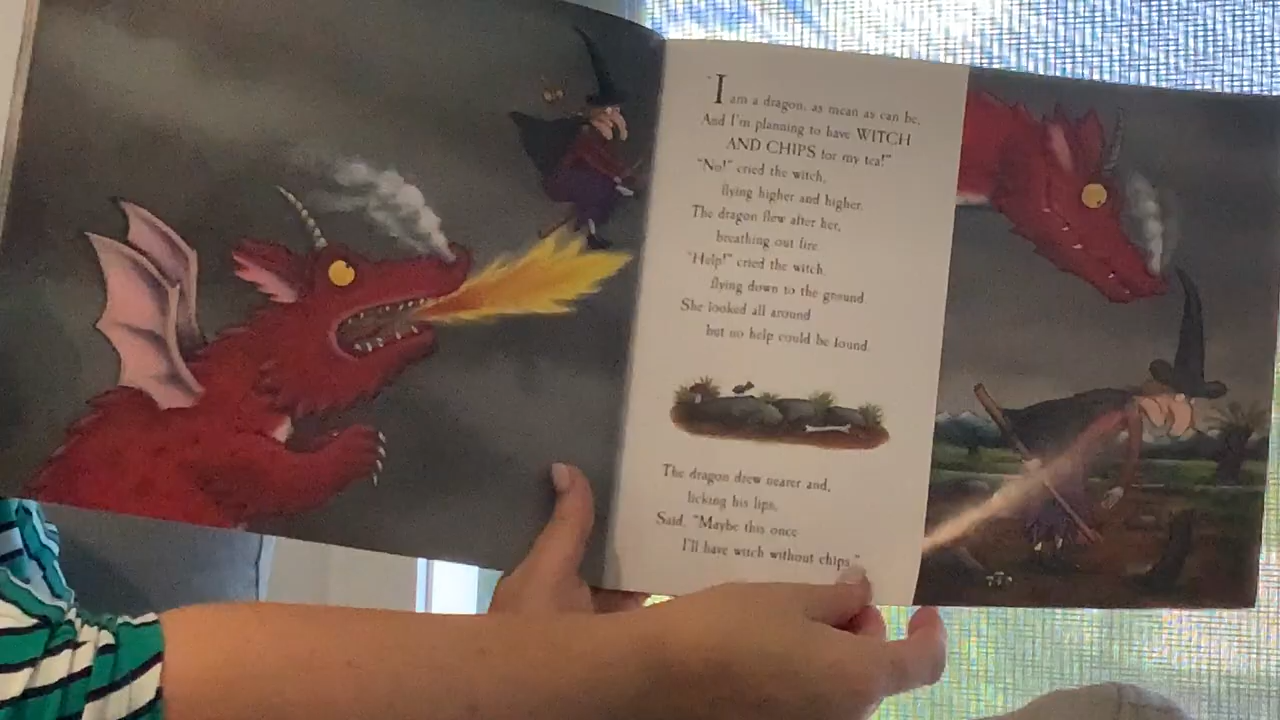 "I am a dragon, as mean as can be,
And I'm planning to have WITCH
AND CHIPS for my tea!"
"No!" cried the witch,
flying higher and higher.
The dragon flew after her,
breathing out fire.
"Help!" cried the witch,
flying down to the ground.
She looked all around
but no help could be found.
The dragon drew nearer and,
licking his lips,
Said, "Maybe this once
I'll have witch without chips."